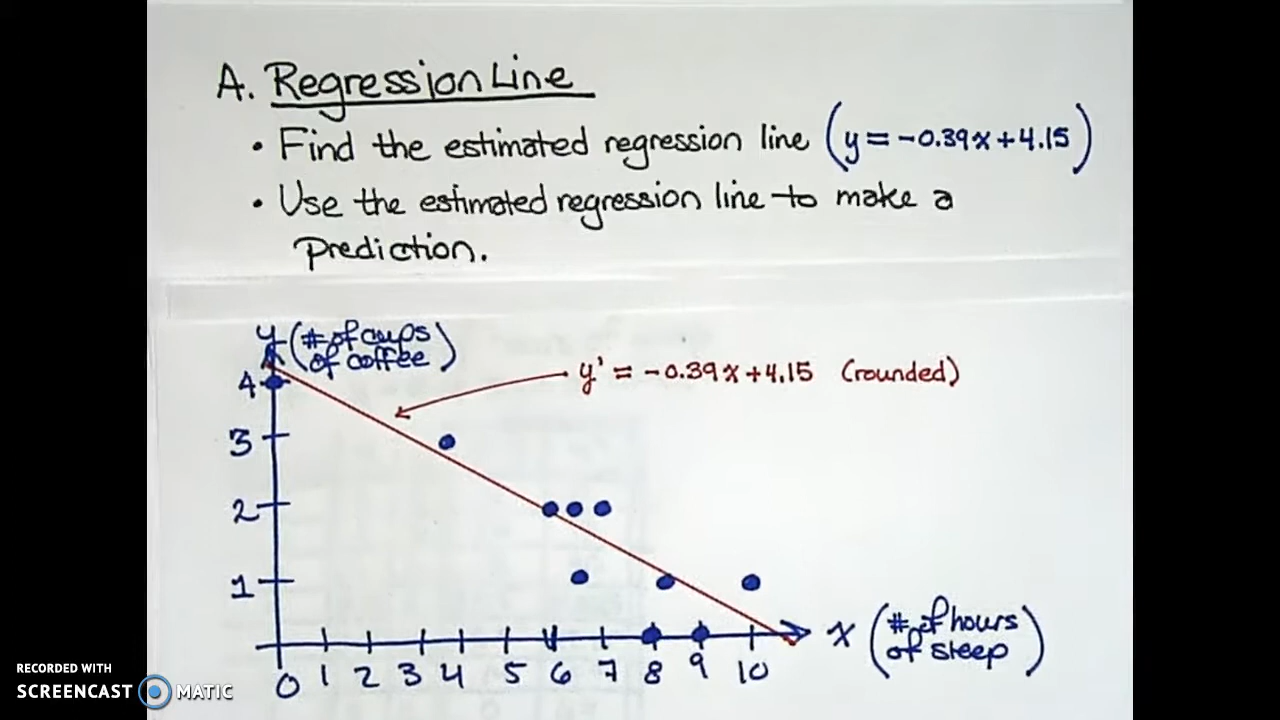 A. Regression Line
• Find the estimated regression line (y = -0.39x + 4.15)
• Use the estimated regression line to make a
prediction.
y (# of cups
of coffee)
y' = -0.39x + 4.15 (rounded)
4
3
2
1
x (# of hours
of sleep)
0 1 2 3 4 5 6 7 8 9 10
RECORDED WITH
SCREENCAST MATIC